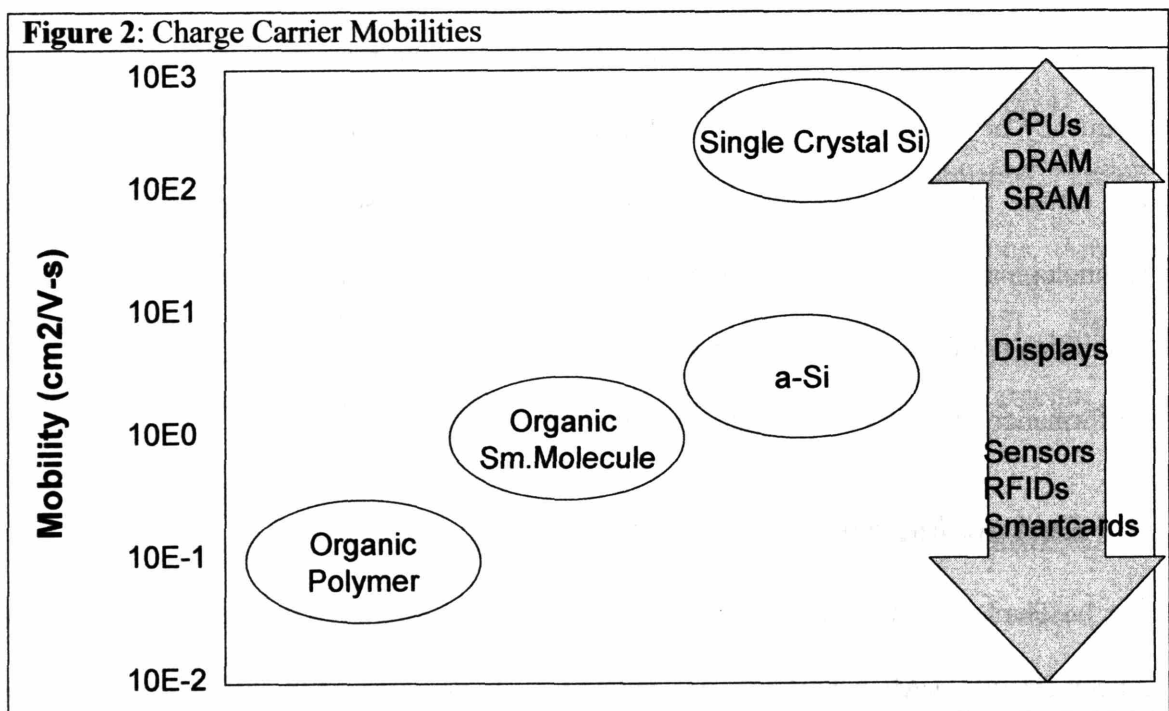 Figure 2: Charge Carrier Mobilities
10E3
10E2
10E1
10E0
10E-1
10E-2
Mobility (cm2/V-s)
Single Crystal Si
a-Si
Organic
Sm.Molecule
Organic
Polymer
CPUs
DRAM
SRAM
Displays
Sensors
RFIDs
Smartcards